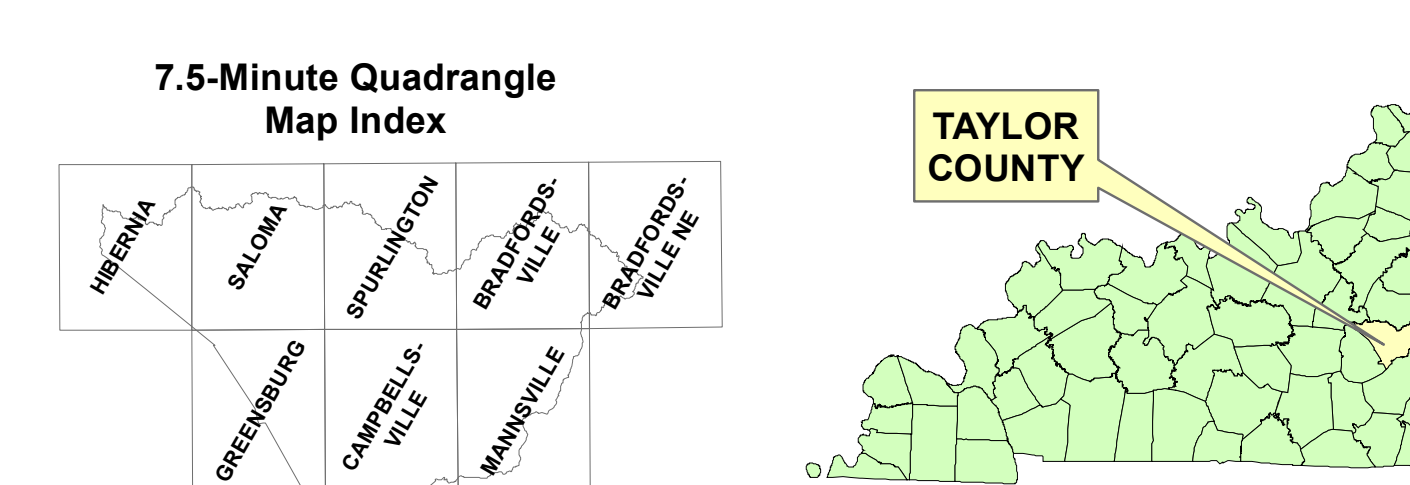 7.5-Minute Quadrangle
Map Index
HIBERNIA
SALOMA
SPURLINGTON
BRADFORDS-
VILLE
BRADFORDS-
VILLE NE
GREENSBURG
CAMPBELLS-
VILLE
MANNSVILLE
TAYLOR
COUNTY